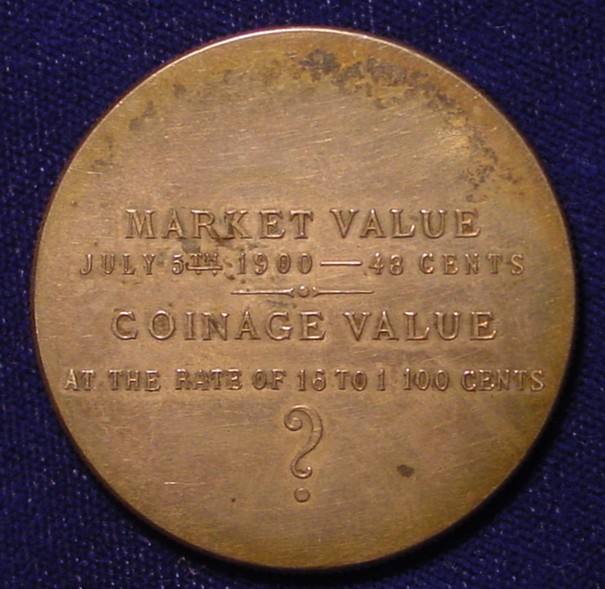 MARKET VALUE
JULY 5TH 1900 — 48 CENTS
COINAGE VALUE
AT THE RATE OF 16 TO 1 100 CENTS
?